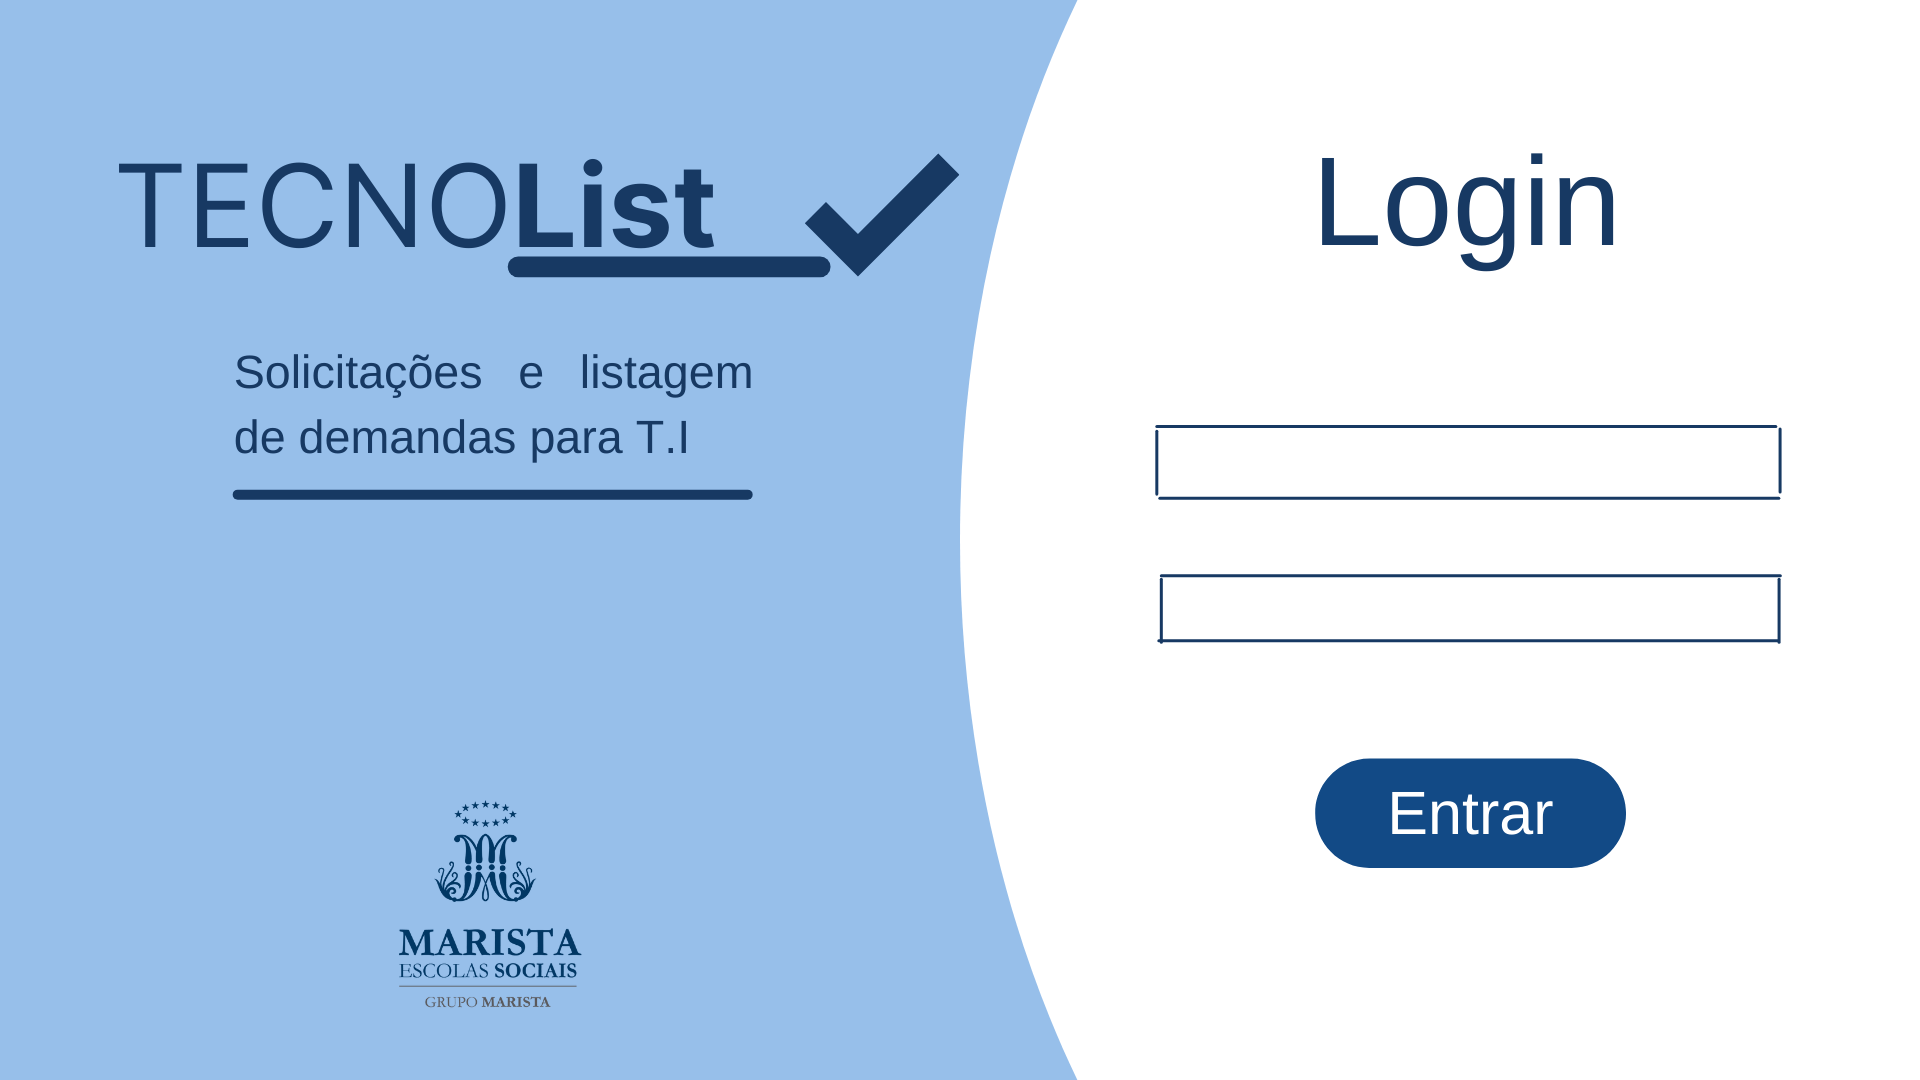 TECNOList
Solicitações e listagem
de demandas para T.I
MARISTA
ESCOLAS SOCIAIS
GRUPO MARISTA
Login
Entrar